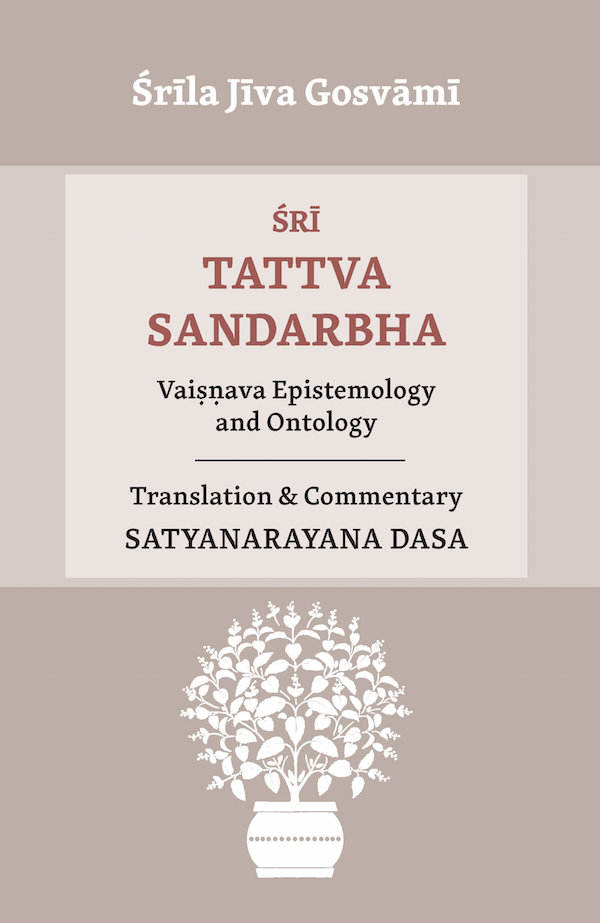 Śrīla Jīva Gosvāmī
ŚRĪ
TATTVA
SANDARBHA
Vaiṣṇava Epistemology
and Ontology
Translation & Commentary
SATYANARAYANA DASA